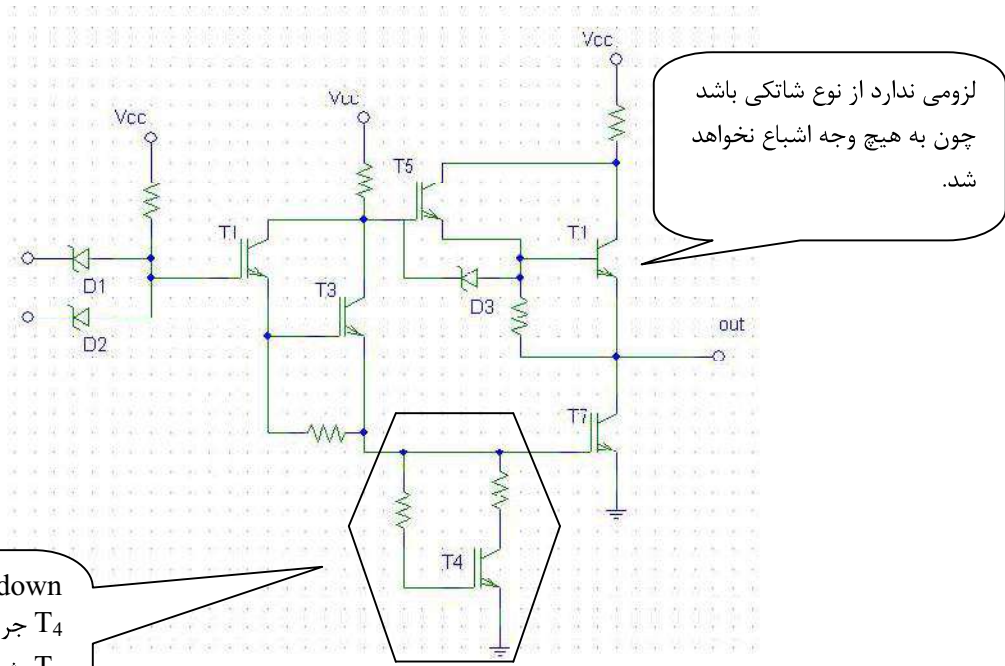 Vcc
لزومی ندارد از نوع شاتکی باشد
چون به هیچ وجه اشباع نخواهد
شد.
Vcc
Vcc
T5
T1
T1
D1
T3
D3
D2
out
T7
T4
down
T4